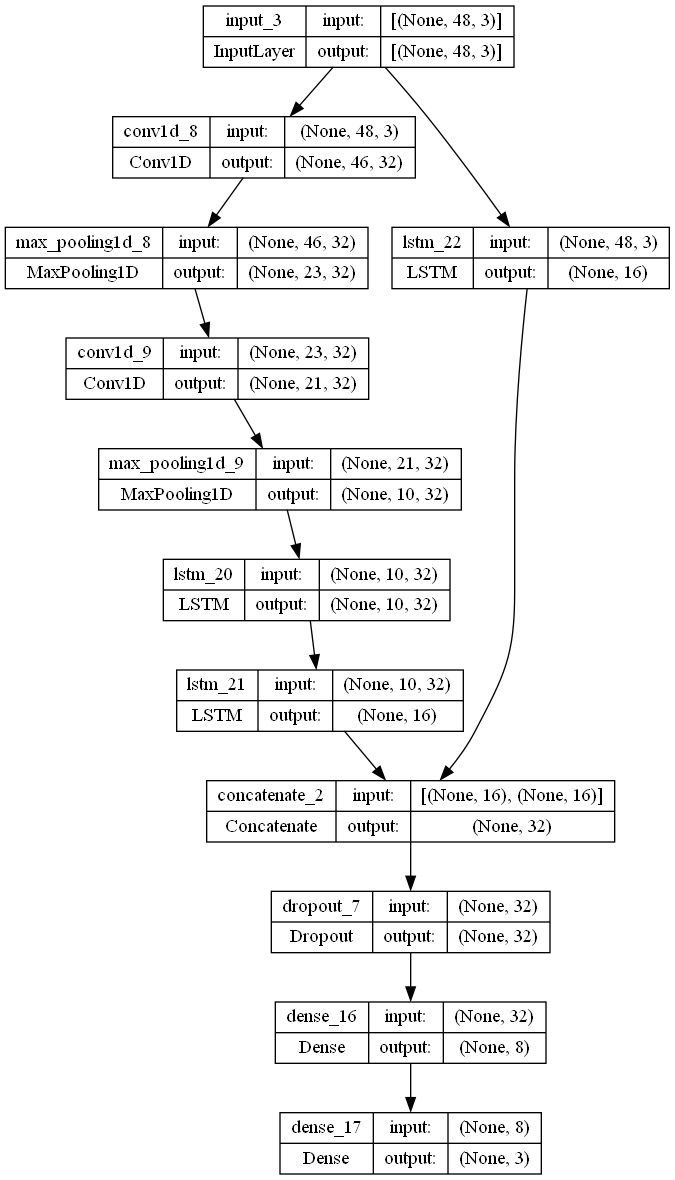 input_3 input: [(None, 48, 3)]
InputLayer output: [(None, 48, 3)]
conv1d_8 input: (None, 48, 3)
Conv1D output: (None, 46, 32)
max_pooling1d_8 input: (None, 46, 32)
MaxPooling1D output: (None, 23, 32)
lstm_22 input: (None, 48, 3)
LSTM output: (None, 16)
conv1d_9 input: (None, 23, 32)
Conv1D output: (None, 21, 32)
max_pooling1d_9 input: (None, 21, 32)
MaxPooling1D output: (None, 10, 32)
lstm_20 input: (None, 10, 32)
LSTM output: (None, 10, 32)
lstm_21 input: (None, 10, 32)
LSTM output: (None, 16)
concatenate_2 input: [(None, 16), (None, 16)]
Concatenate output: (None, 32)
dropout_7 input: (None, 32)
Dropout output: (None, 32)
dense_16 input: (None, 32)
Dense output: (None, 8)
dense_17 input: (None, 8)
Dense output: (None, 3)